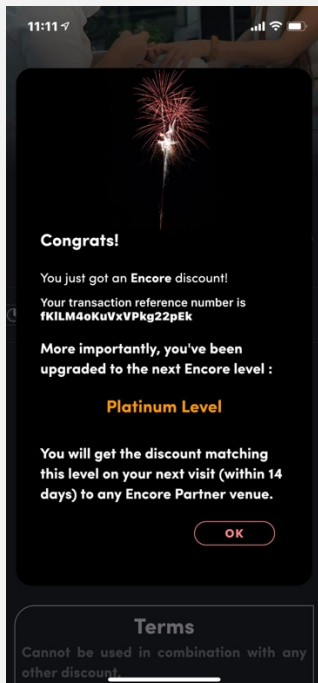 11:11
Congrats!
You just got an Encore discount!
Your transaction reference number is
fKlLM4oKuVxVPkg22pEk
More importantly, you've been
upgraded to the next Encore level :
Platinum Level
You will get the discount matching
this level on your next visit (within 14
days) to any Encore Partner venue.
OK
Terms
Cannot be used in combination with any
other discount.